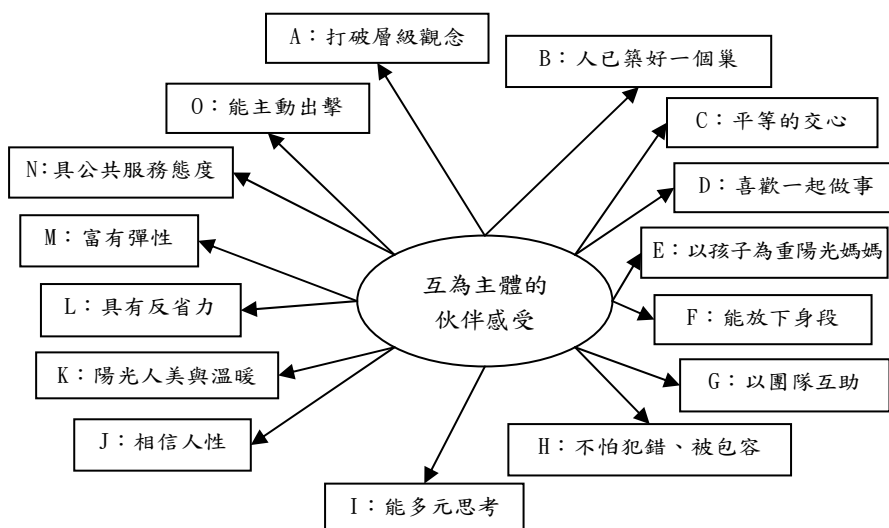 A：打破層級觀念
B：人已築好一個巢
C：平等的交心
D：喜歡一起做事
E：以孩子為重陽光媽媽
F：能放下身段
G：以團隊互助
H：不怕犯錯、被包容
I：能多元思考
J：相信人性
K：陽光人美與溫暖
L：具有反省力
M：富有彈性
N：具公共服務態度
O：能主動出擊
互為主體的
伙伴感受